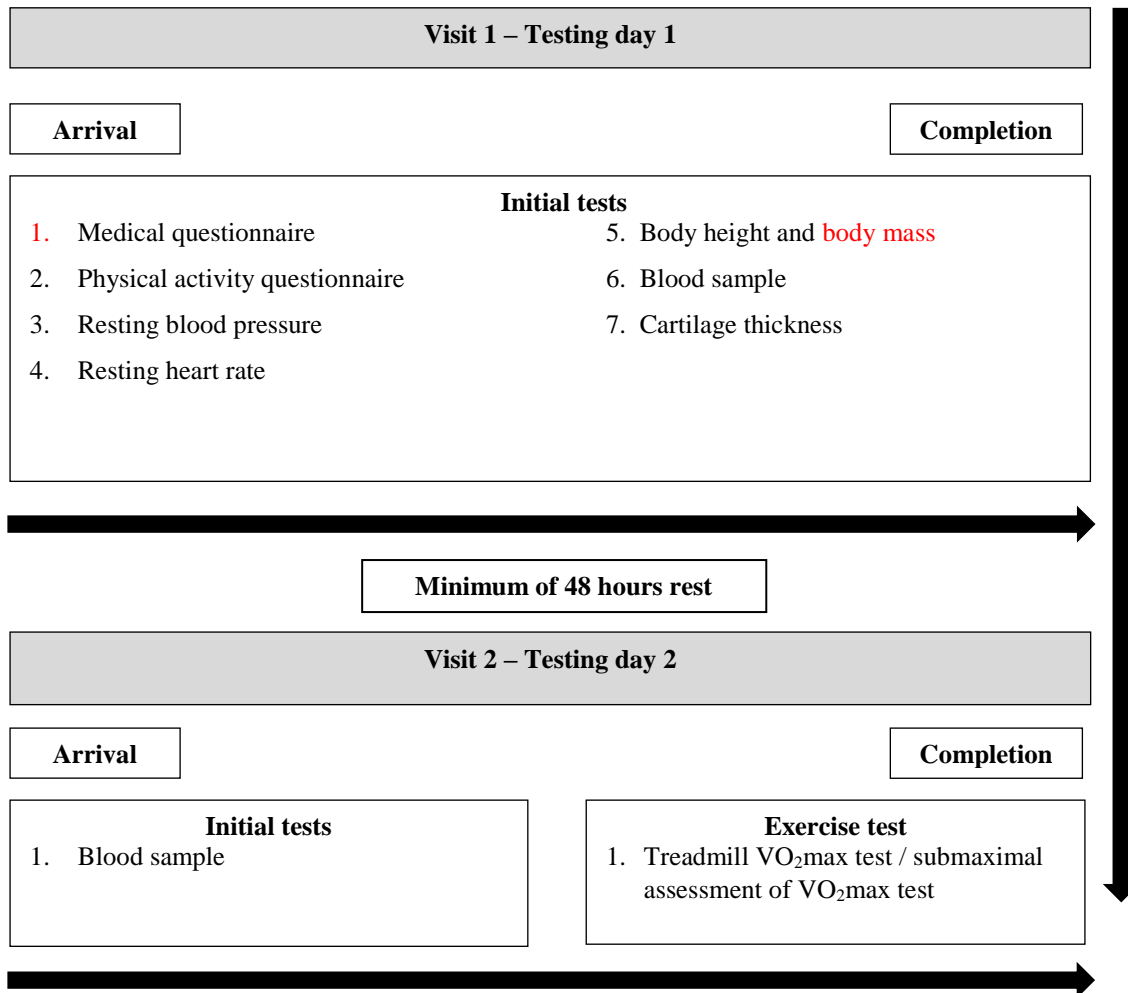 Visit 1 – Testing day 1
Arrival
Completion
Initial tests
1. Medical questionnaire
2. Physical activity questionnaire
3. Resting blood pressure
4. Resting heart rate
5. Body height and body mass
6. Blood sample
7. Cartilage thickness
Minimum of 48 hours rest
Visit 2 – Testing day 2
Arrival
Completion
Initial tests
1. Blood sample
Exercise test
1. Treadmill VO₂max test / submaximal
assessment of VO₂max test